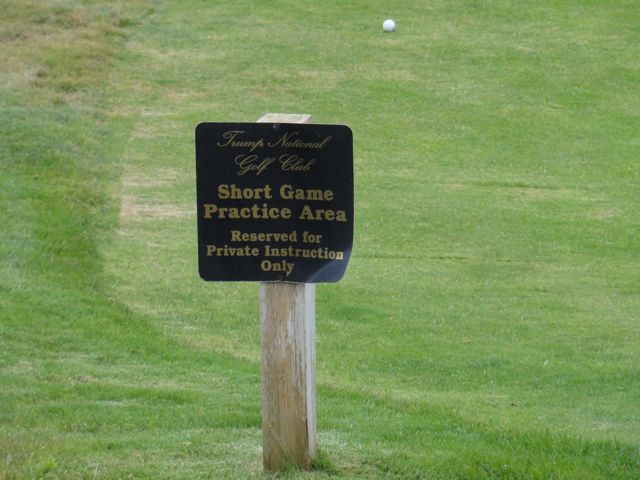 Trump National
Golf Club
Short Game
Practice Area
Reserved for
Private Instruction
Only